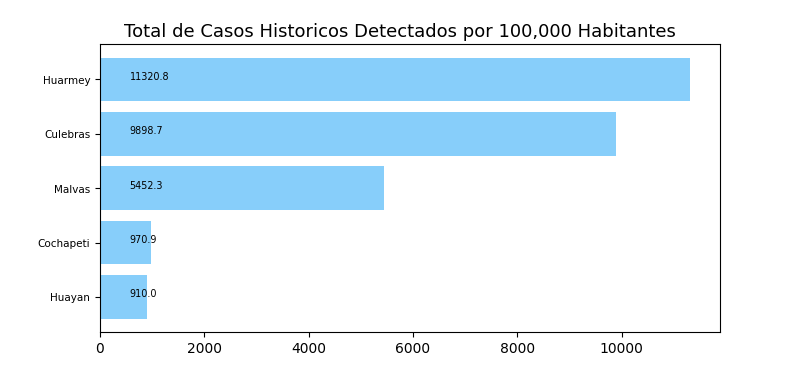 Total de Casos Historicos Detectados por 100,000 Habitantes
Huarmey 11320.8
Culebras 9898.7
Malvas 5452.3
Cochapeti 970.9
Huayan 910.0
0 2000 4000 6000 8000 10000